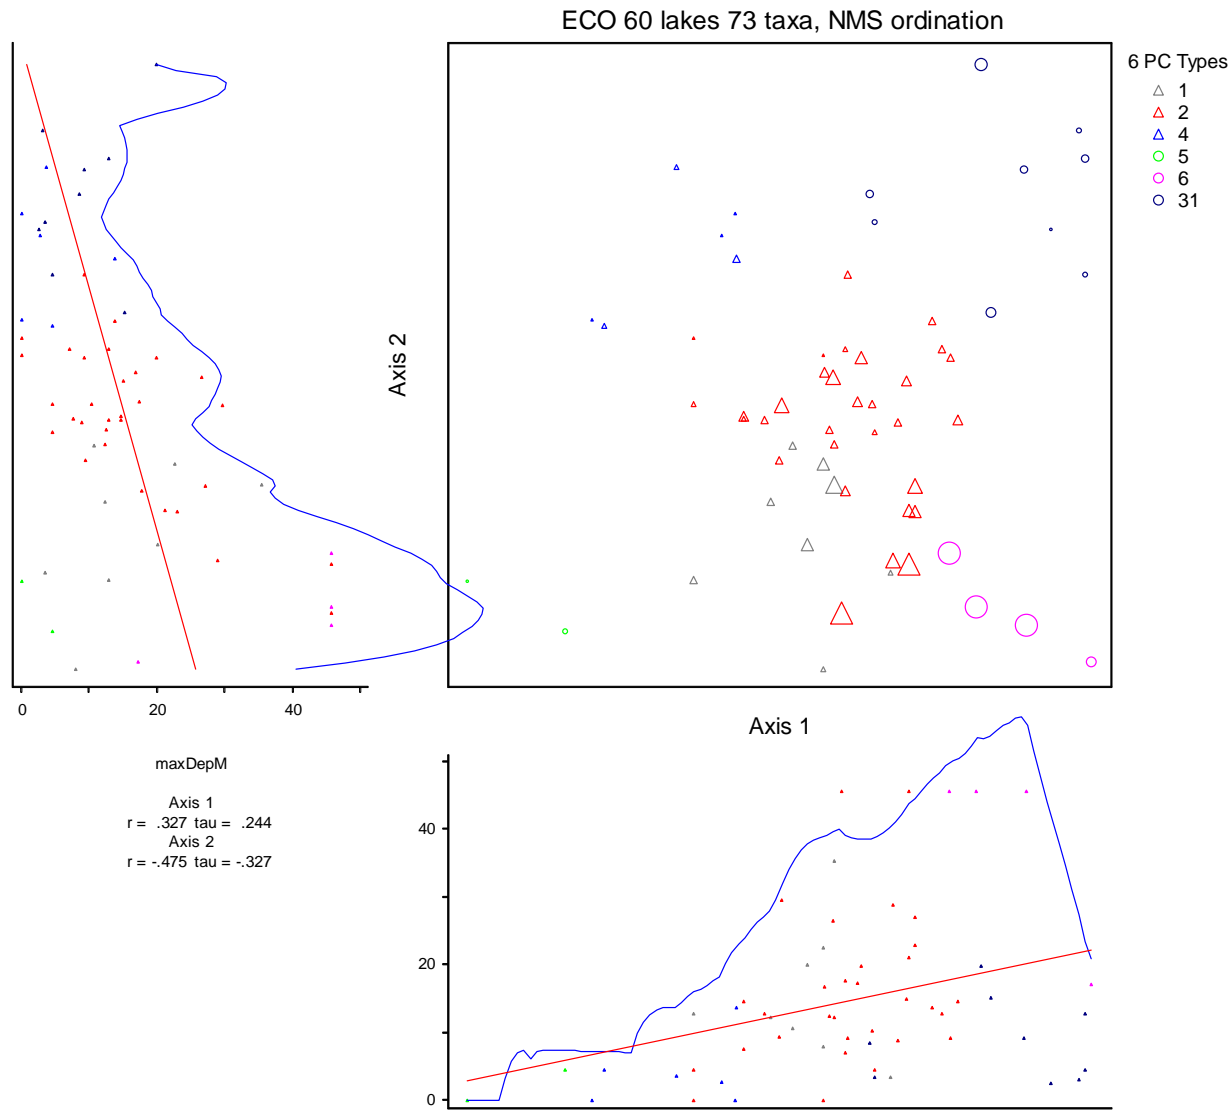 ECO 60 lakes 73 taxa, NMS ordination
6 PC Types
1
2
4
5
6
31
Axis 2
0
20
40
Axis 1
maxDepM
Axis 1
r = .327 tau = .244
Axis 2
r = -.475 tau = -.327
40
20
0